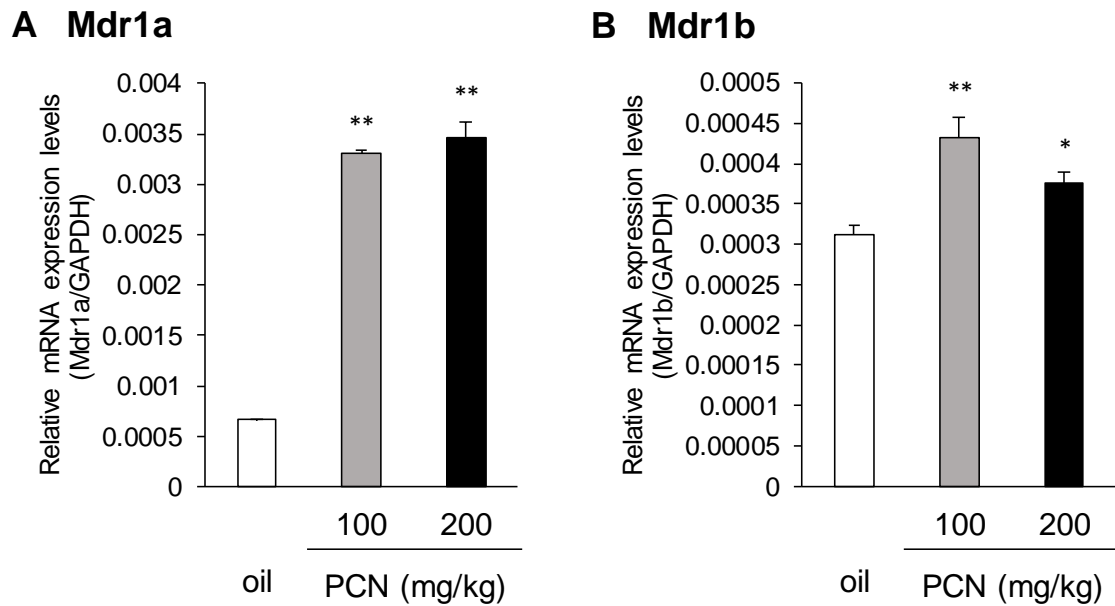 A Mdr1a
Relative mRNA expression levels
(Mdr1a/GAPDH)
0.004
0.0035
0.003
0.0025
0.002
0.0015
0.001
0.0005
0
**
**
100
200
oil
PCN (mg/kg)
B Mdr1b
Relative mRNA expression levels
(Mdr1b/GAPDH)
0.0005
0.00045
0.0004
0.00035
0.0003
0.00025
0.0002
0.00015
0.0001
0.00005
0
**
*
100
200
oil
PCN (mg/kg)